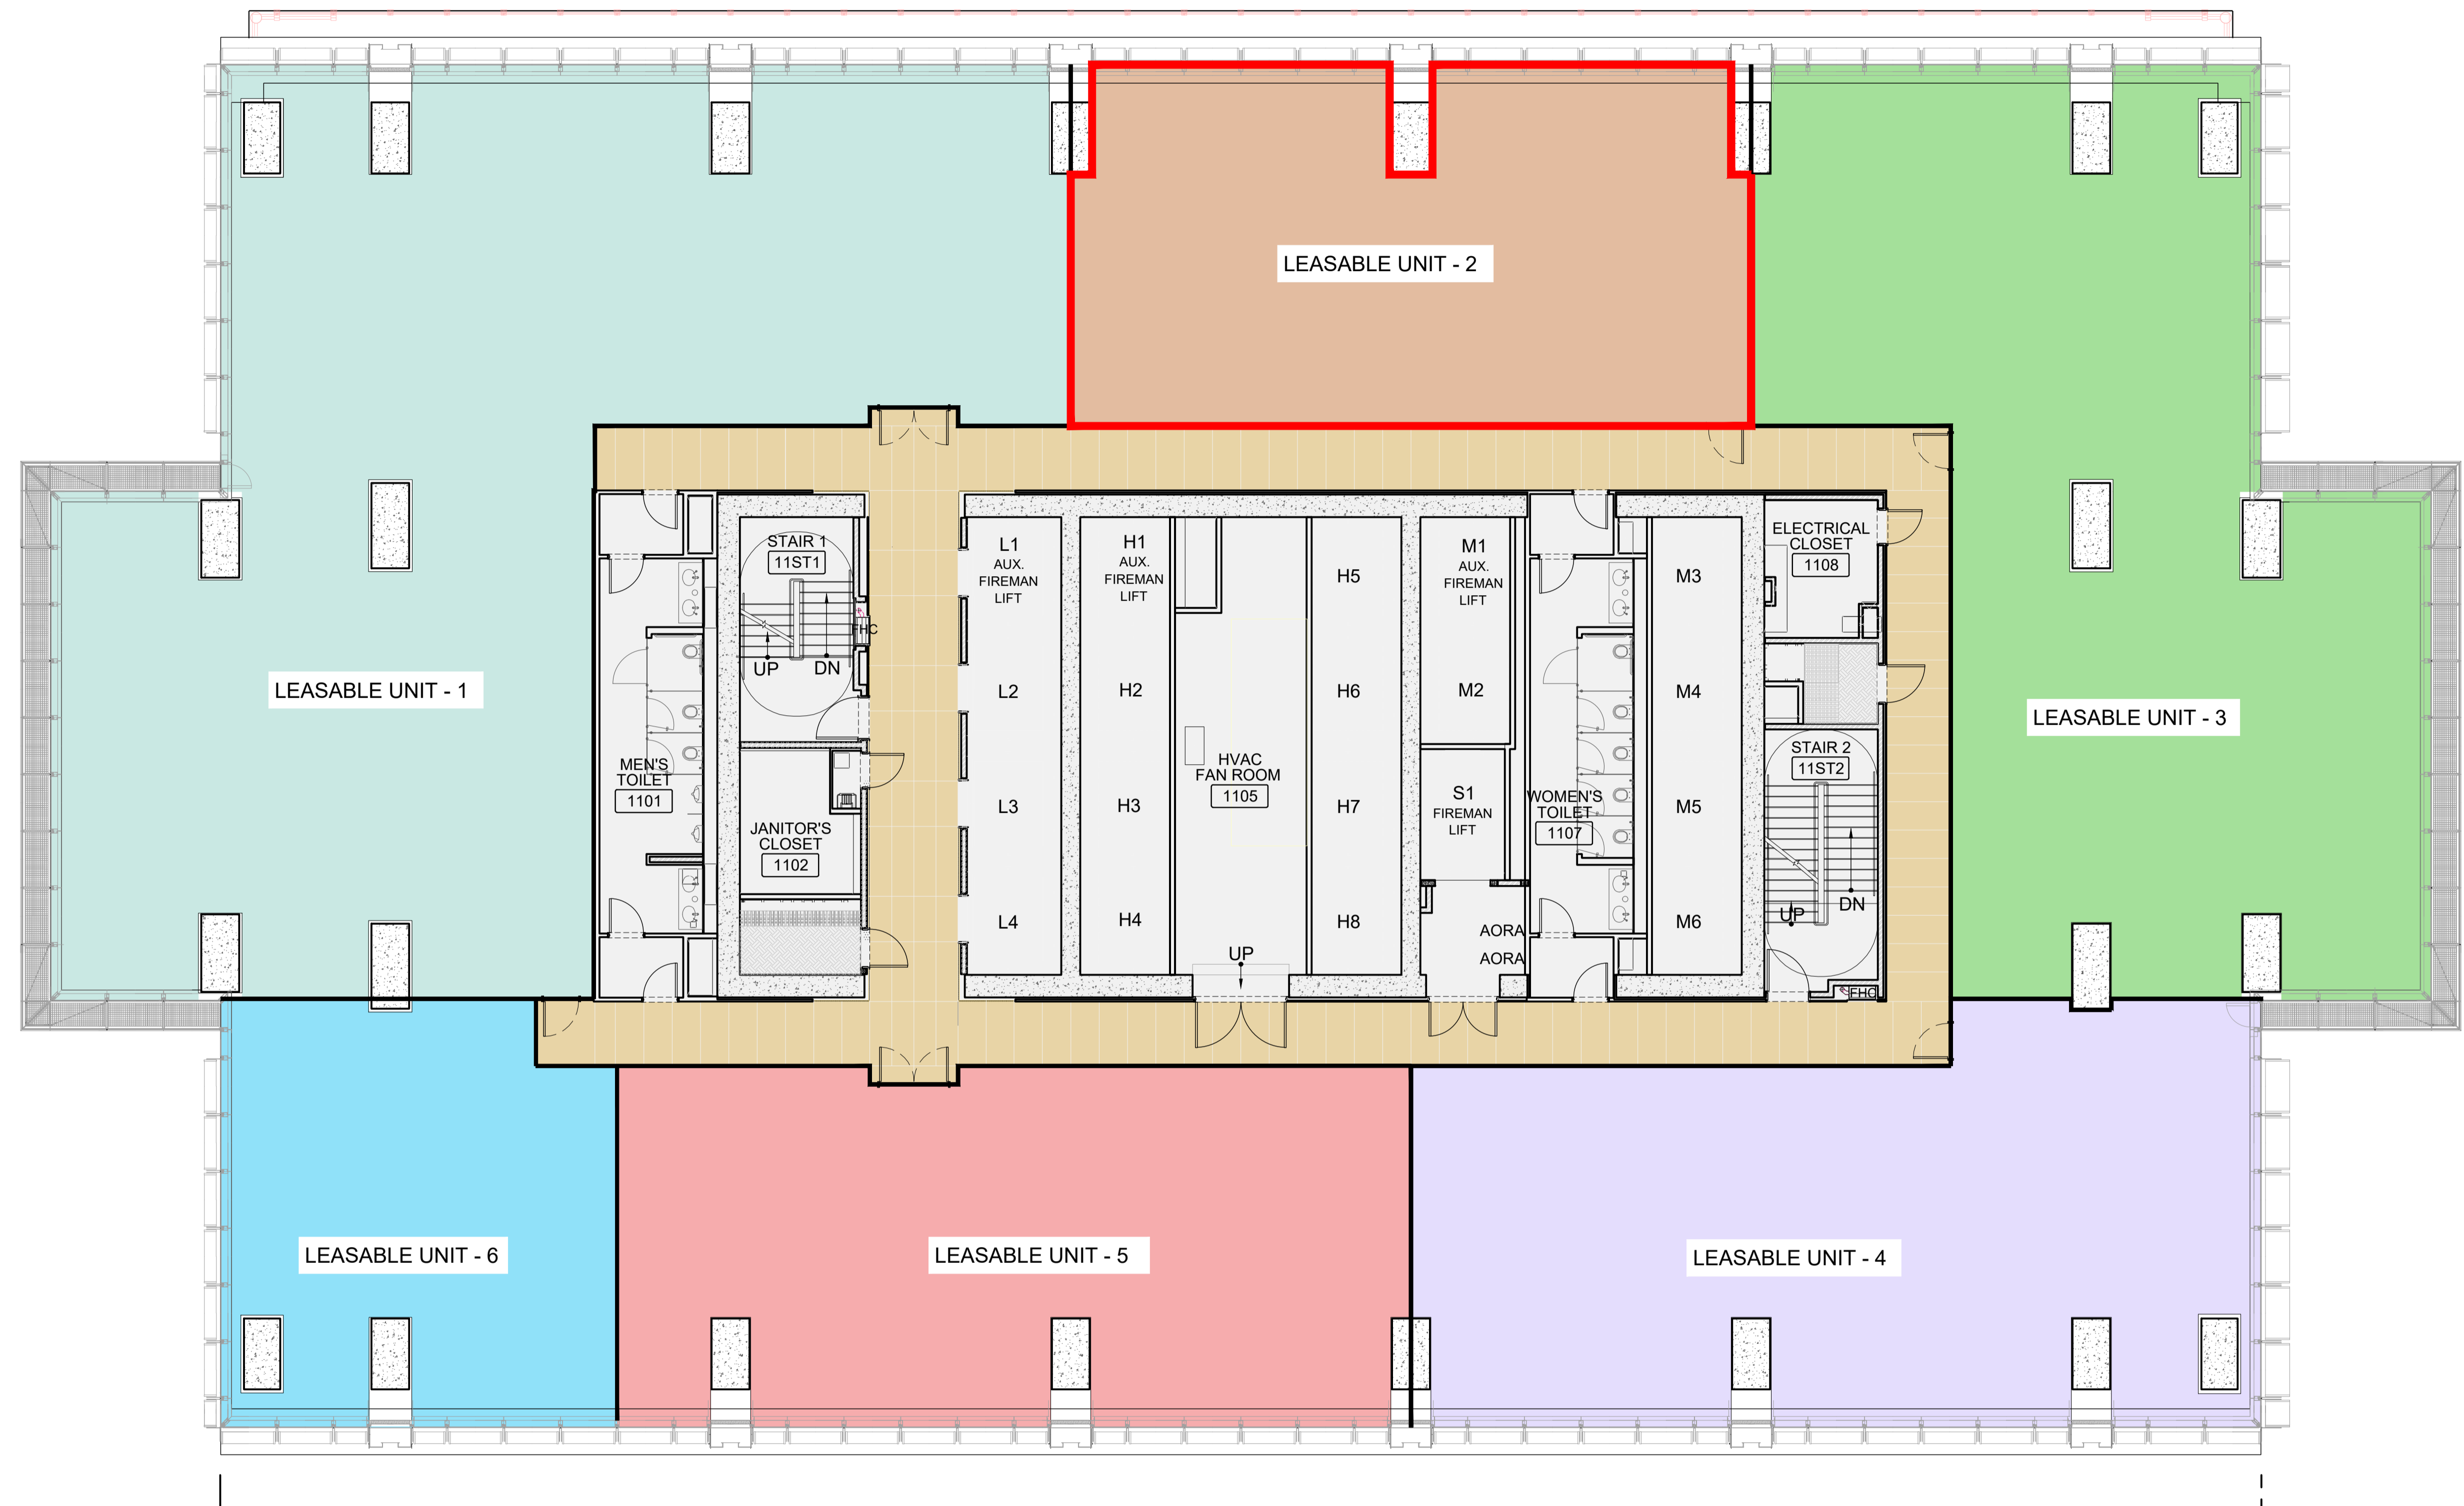 LEASABLE UNIT - 2
LEASABLE UNIT - 1
LEASABLE UNIT - 3
STAIR 1
11ST1
FHC
UP
DN
MEN'S
TOILET
1101
JANITOR'S
CLOSET
1102
L1
AUX.
FIREMAN
LIFT
L2
L3
L4
H1
AUX.
FIREMAN
LIFT
H2
H3
H4
HVAC
FAN ROOM
1105
UP
H5
H6
H7
H8
M1
AUX.
FIREMAN
LIFT
M2
S1
FIREMAN
LIFT
AORA
AORA
WOMEN'S
TOILET
1107
M3
M4
M5
M6
ELECTRICAL
CLOSET
1108
STAIR 2
11ST2
UP
DN
FHC
LEASABLE UNIT - 6
LEASABLE UNIT - 5
LEASABLE UNIT - 4